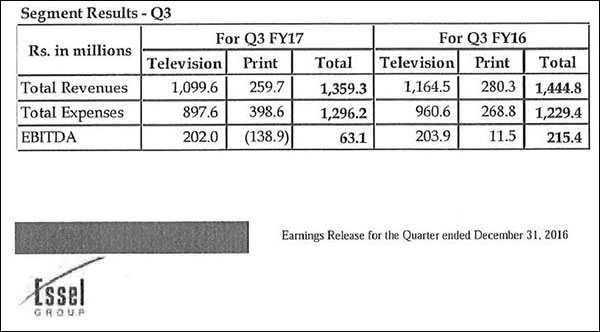 Segment Results - Q3
Rs. in millions For Q3 FY17 For Q3 FY16
Television Print Total Television Print Total
Total Revenues 1,099.6 259.7 1,359.3 1,164.5 280.3 1,444.8
Total Expenses 897.6 398.6 1,296.2 960.6 268.8 1,229.4
EBITDA 202.0 (138.9) 63.1 203.9 11.5 215.4
Earnings Release for the Quarter ended December 31, 2016
Essel
GROUP